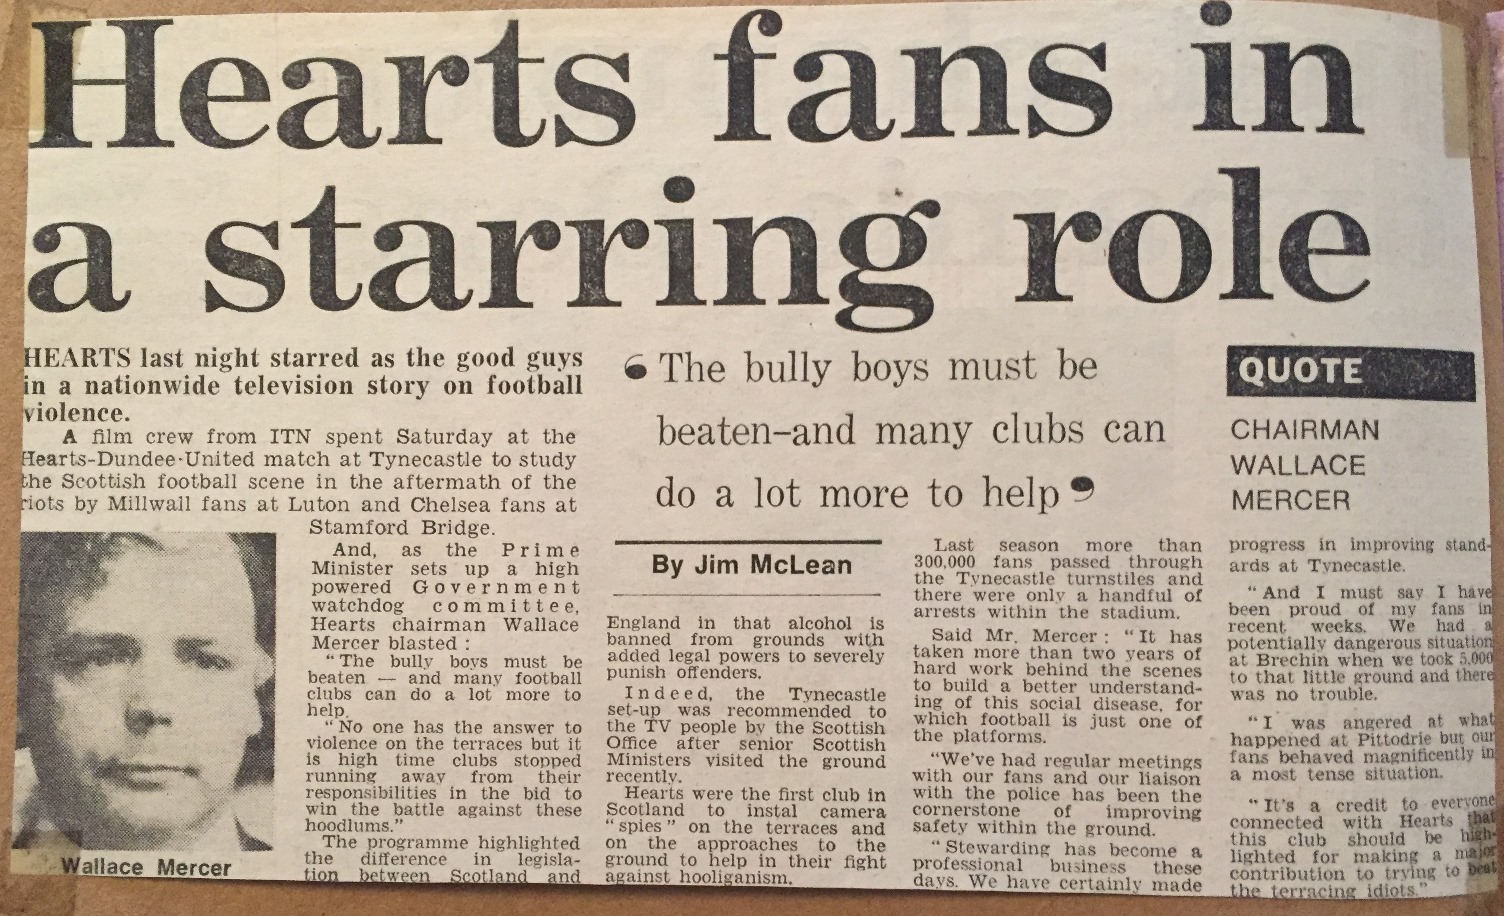 Hearts fans in
a starring role
HEARTS last night starred as the good guys
in a nationwide television story on football
violence.
A film crew from ITN spent Saturday at the
Hearts-Dundee·United match at Tynecastle to study
the Scottish football scene in the aftermath of the
riots by Millwall fans at Luton and Chelsea fans at
Stamford Bridge.
And, as the Prime
Minister sets up a high
powered Government
watchdog committee,
Hearts chairman Wallace
Mercer blasted :
"The bully boys must be
beaten — and many football
clubs can do a lot more to
help.
"No one has the answer to
violence on the terraces but it
is high time clubs stopped
running away from their
responsibilities in the bid to
win the battle against these
hoodlums."
The programme highlighted
the difference in legisla-
tion between Scotland and
Wallace Mercer
‘The bully boys must be
beaten–and many clubs can
do a lot more to help’
QUOTE
CHAIRMAN
WALLACE
MERCER
By Jim McLean
England in that alcohol is
banned from grounds with
added legal powers to severely
punish offenders.
Indeed, the Tynecastle
set-up was recommended to
the TV people by the Scottish
Office after senior Scottish
Ministers visited the ground
recently.
Hearts were the first club in
Scotland to instal camera
"spies" on the terraces and
on the approaches to the
ground to help in their fight
against hooliganism.
Last season more than
300,000 fans passed through
the Tynecastle turnstiles and
there were only a handful of
arrests within the stadium.
Said Mr. Mercer : "It has
taken more than two years of
hard work behind the scenes
to build a better understand-
ing of this social disease, for
which football is just one of
the platforms.
"We've had regular meetings
with our fans and our liaison
with the police has been the
cornerstone of improving
safety within the ground.
"Stewarding has become a
professional business these
days. We have certainly made
progress in improving stand-
ards at Tynecastle.
"And I must say I have
been proud of my fans in
recent weeks. We had a
potentially dangerous situation
at Brechin when we took 5,000
to that little ground and there
was no trouble.
"I was angered at what
happened at Pittodrie but our
fans behaved magnificently in
a most tense situation.
"It's a credit to everyone
connected with Hearts that
this club should be high-
lighted for making a major
contribution to trying to beat
the terracing idiots."